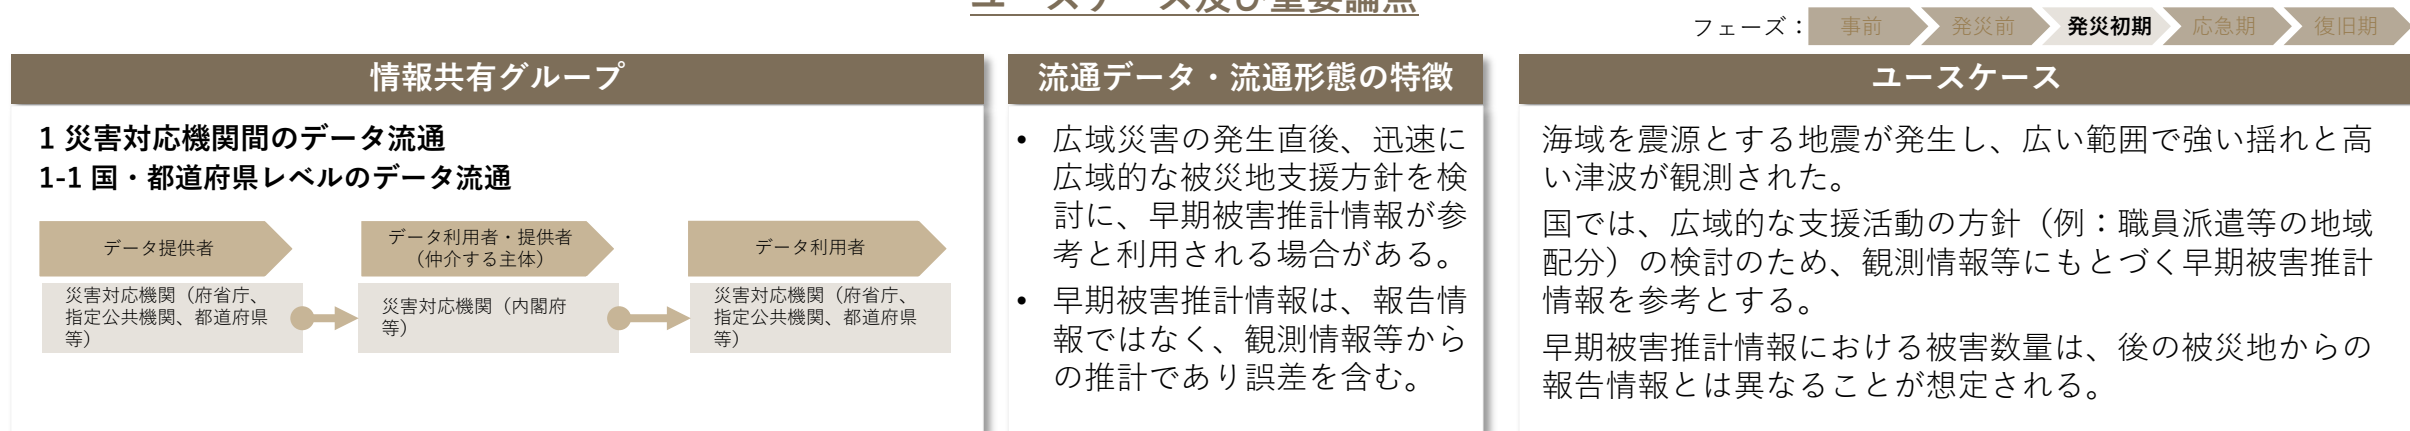 ユースケース及び重要論点
フェーズ：
事前
発災前
発災初期
応急期
復旧期
情報共有グループ
1 災害対応機関間のデータ流通
1-1 国・都道府県レベルのデータ流通
データ提供者
災害対応機関（府省庁、
指定公共機関、都道府県
等）
データ利用者・提供者
（仲介する主体）
災害対応機関（内閣府
等）
データ利用者
災害対応機関（府省庁、
指定公共機関、都道府県
等）
流通データ・流通形態の特徴
• 広域災害の発生直後、迅速に
広域的な被災地支援方針を検
討に、早期被害推計情報が参
考と利用される場合がある。
• 早期被害推計情報は、報告情
報ではなく、観測情報等から
の推計であり誤差を含む。
ユースケース
海域を震源とする地震が発生し、広い範囲で強い揺れと高
い津波が観測された。
国では、広域的な支援活動の方針（例：職員派遣等の地域
配分）の検討のため、観測情報等にもとづく早期被害推計
情報を参考とする。
早期被害推計情報における被害数量は、後の被災地からの
報告情報とは異なることが想定される。